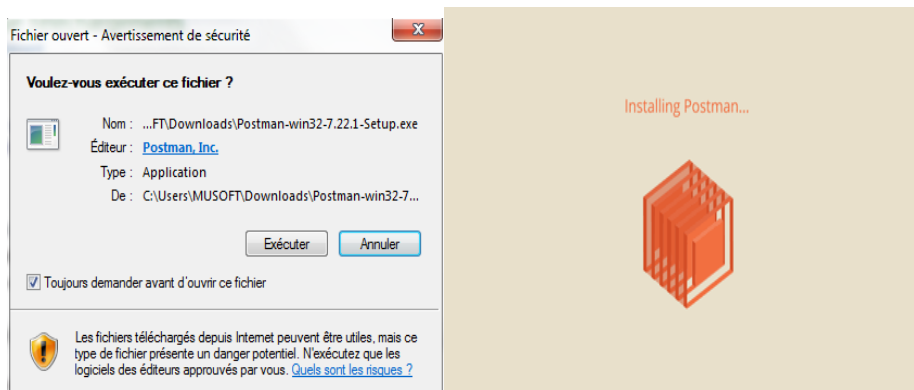 Fichier ouvert - Avertissement de sécurité
Voulez-vous exécuter ce fichier ?
Nom : ...FT\Downloads\Postman-win32-7.22.1-Setup.exe
Éditeur : Postman, Inc.
Type : Application
De : C:\Users\MUSOFT\Downloads\Postman-win32-7...
Exécuter Annuler
Toujours demander avant d'ouvrir ce fichier
Les fichiers téléchargés depuis Internet peuvent être utiles, mais ce
type de fichier présente un danger potentiel. N'exécutez que les
logiciels des éditeurs approuvés par vous. Quels sont les risques ?
Installing Postman...